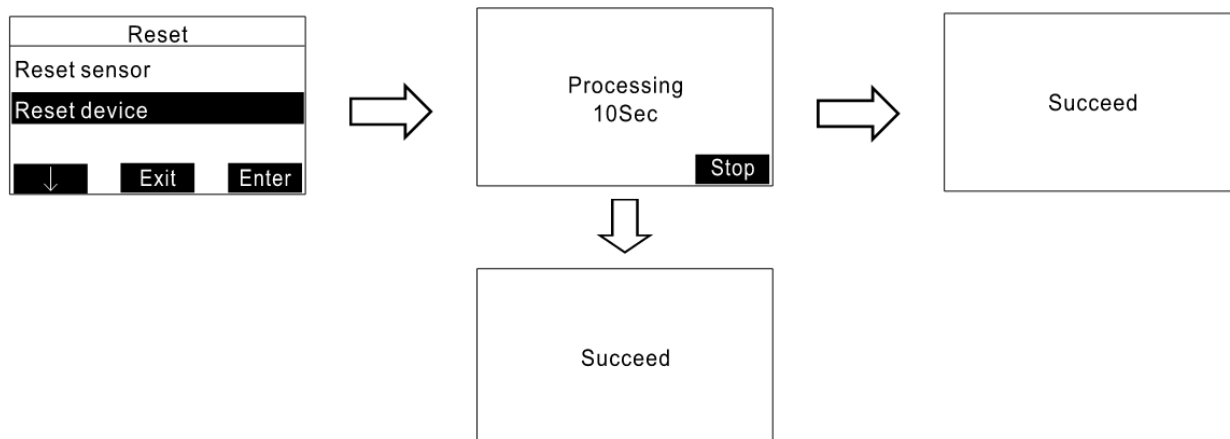 Reset
Reset sensor
Reset device
↓ Exit Enter
Processing
10Sec
Stop
Succeed
Succeed